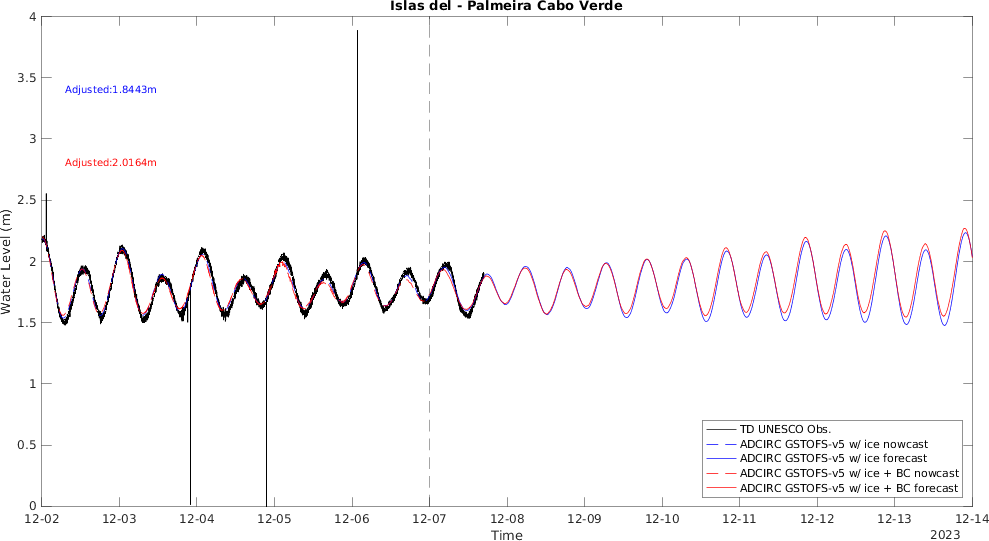 Islas del - Palmeira Cabo Verde
4
3.5
3
2.5
2
1.5
1
0.5
0
Water Level (m)
Adjusted:1.8443m
Adjusted:2.0164m
TD UNESCO Obs.
ADCIRC GSTOFS-v5 w/ ice nowcast
ADCIRC GSTOFS-v5 w/ ice forecast
ADCIRC GSTOFS-v5 w/ ice + BC nowcast
ADCIRC GSTOFS-v5 w/ ice + BC forecast
12-02 12-03 12-04 12-05 12-06 12-07 12-08 12-09 12-10 12-11 12-12 12-13 12-14
Time
2023